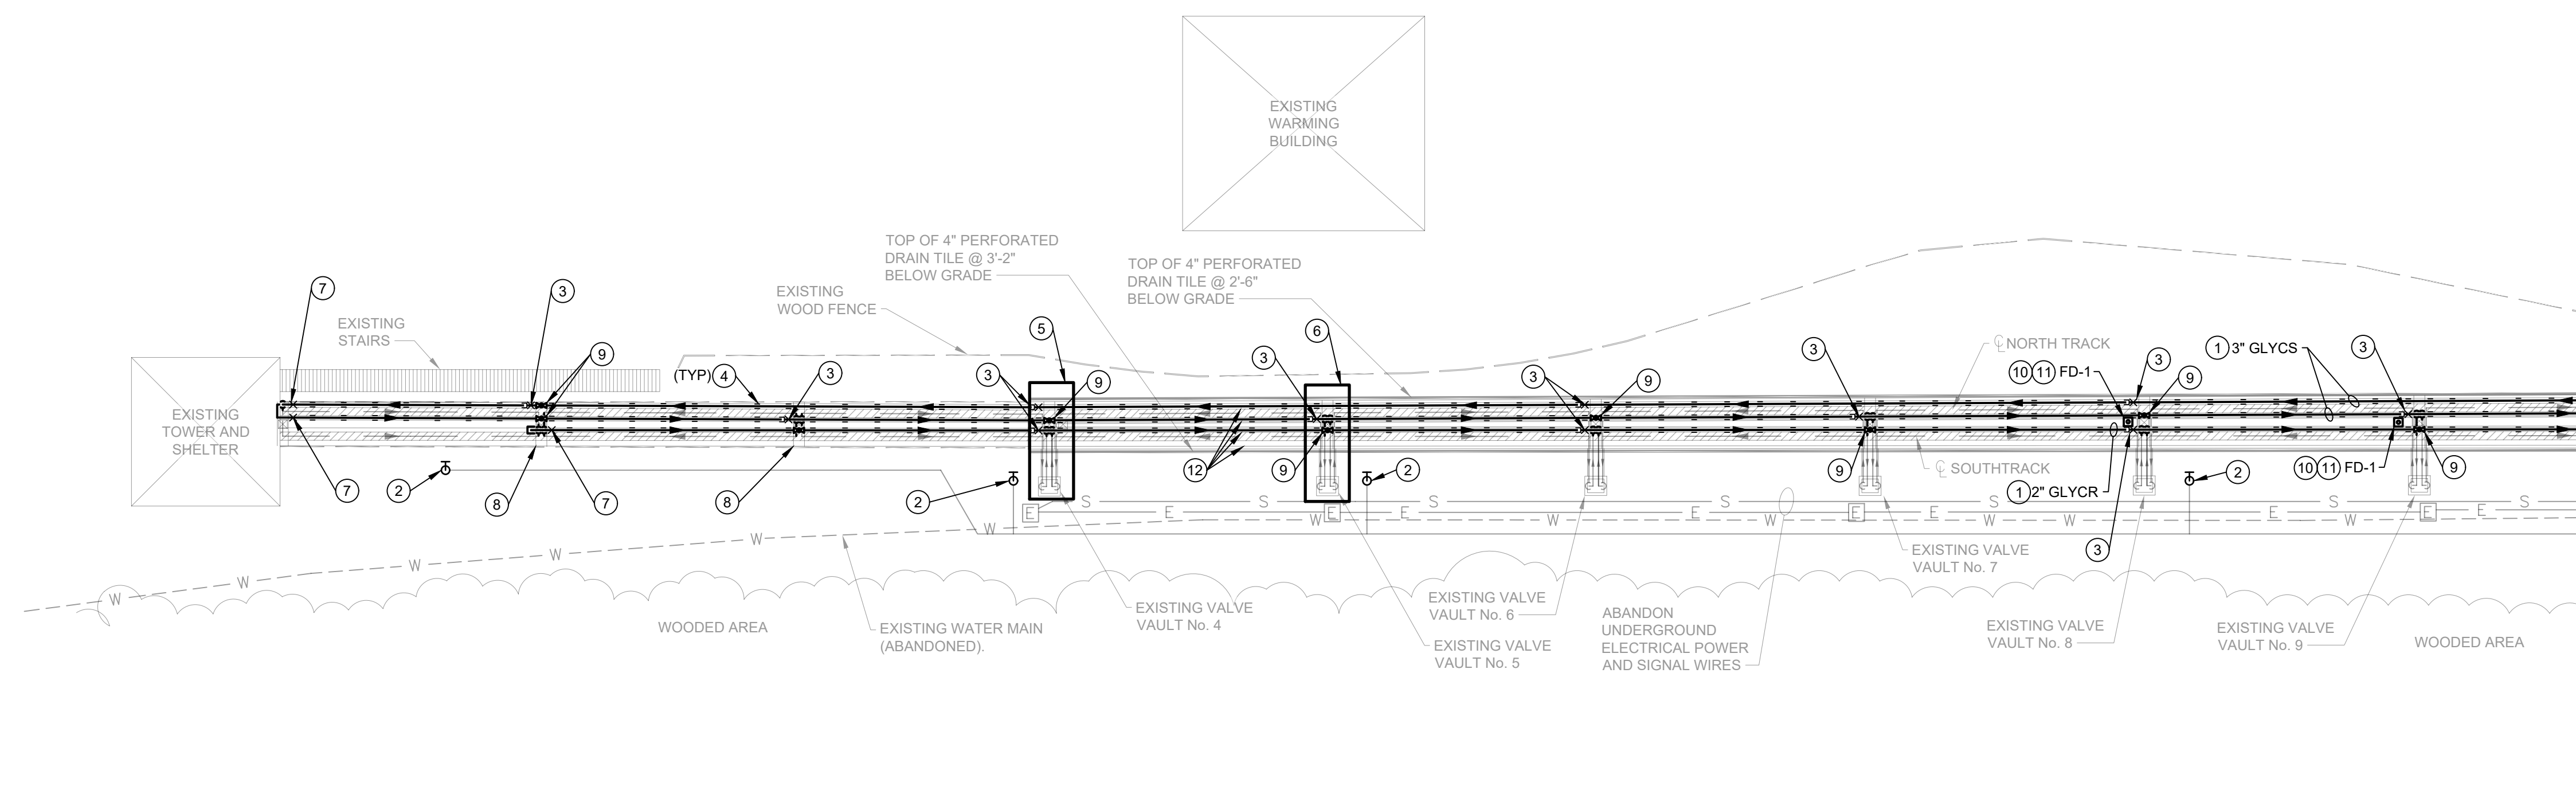 EXISTING
WARMING
BUILDING
TOP OF 4" PERFORATED
DRAIN TILE @ 3'-2"
BELOW GRADE
TOP OF 4" PERFORATED
DRAIN TILE @ 2'-6"
BELOW GRADE
EXISTING
WOOD FENCE
EXISTING
STAIRS
7
3
9
5
6
(TYP) 4
3
3
9
3
3
9
3
NORTH TRACK
10 11 FD-1
3
9
1 3" GLYCS
3
EXISTING
TOWER AND
SHELTER
7
2
8
7
8
2
12
9
2
9
SOUTHTRACK
1 2" GLYCR
2
10 11 FD-1
9
3
E
S
S
S
S
S
S
S
E
E
E
E
E
E
E
E
E
E
W
W
W
W
W
W
W
W
W
W
W
W
EXISTING VALVE
VAULT No. 7
EXISTING VALVE
VAULT No. 4
EXISTING VALVE
VAULT No. 6
EXISTING VALVE
VAULT No. 5
ABANDON
UNDERGROUND
ELECTRICAL POWER
AND SIGNAL WIRES
EXISTING VALVE
VAULT No. 8
EXISTING VALVE
VAULT No. 9
WOODED AREA
WOODED AREA
EXISTING WATER MAIN
(ABANDONED).